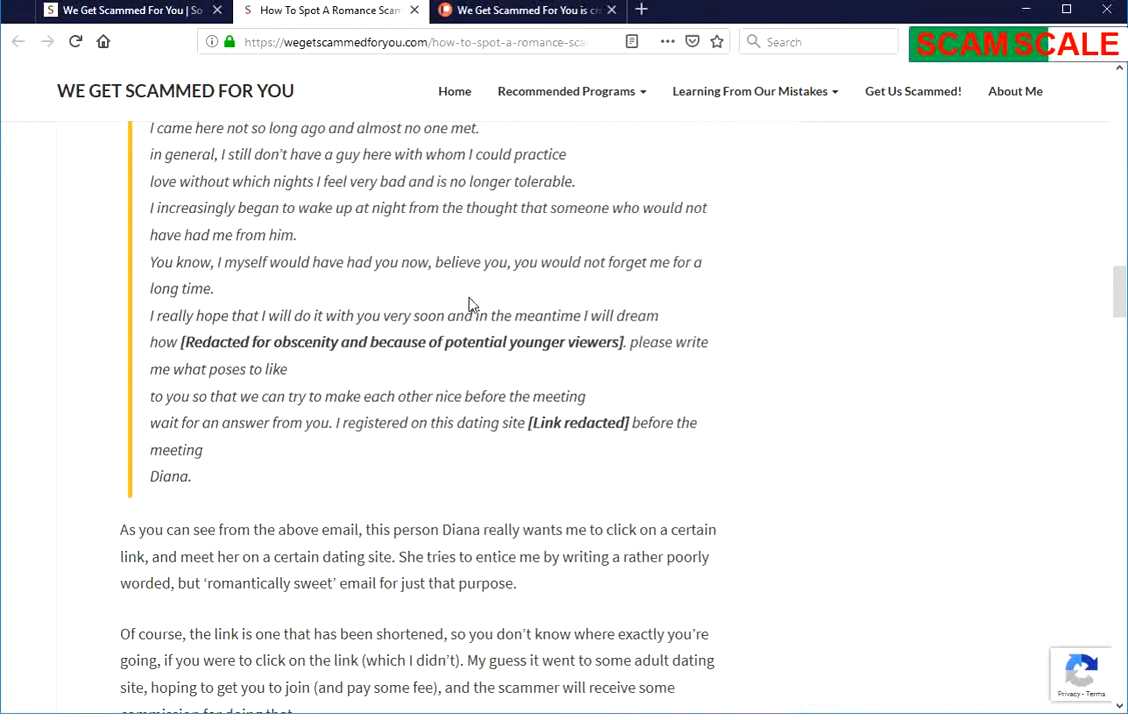 We Get Scammed For You | So
How To Spot A Romance Scam
We Get Scammed For You is cr
https://wegetscammedforyou.com/how-to-spot-a-romance-sca
Search
SCAM SCALE
WE GET SCAMMED FOR YOU
Home
Recommended Programs
Learning From Our Mistakes
Get Us Scammed!
About Me
I came here not so long ago and almost no one met.
in general, I still don’t have a guy here with whom I could practice
love without which nights I feel very bad and is no longer tolerable.
I increasingly began to wake up at night from the thought that someone who would not
have had me from him.
You know, I myself would have had you now, believe you, you would not forget me for a
long time.
I really hope that I will do it with you very soon and in the meantime I will dream
how [Redacted for obscenity and because of potential younger viewers]. please write
me what poses to like
to you so that we can try to make each other nice before the meeting
wait for an answer from you. I registered on this dating site [Link redacted] before the
meeting
Diana.
As you can see from the above email, this person Diana really wants me to click on a certain
link, and meet her on a certain dating site. She tries to entice me by writing a rather poorly
worded, but ‘romantically sweet’ email for just that purpose.
Of course, the link is one that has been shortened, so you don’t know where exactly you’re
going, if you were to click on the link (which I didn’t). My guess it went to some adult dating
site, hoping to get you to join (and pay some fee), and the scammer will receive some
commission for doing that.
Privacy - Terms